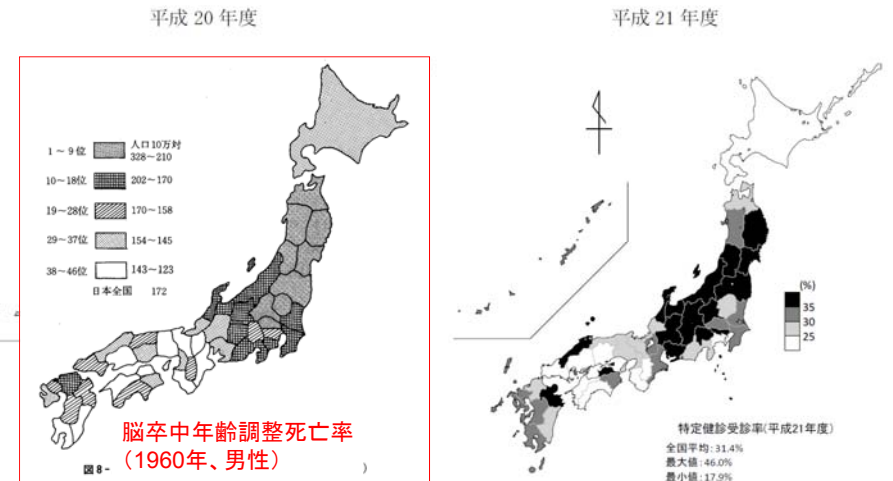 平成 20 年度
平成 21 年度
1～9位
人口10万対
328～210
10～18位
202～170
19～28位
170～158
29～37位
154～145
38～46位
143～123
日本全国 172
脳卒中年齢調整死亡率
（1960年、男性）
図8-
)
(%)
35
30
25
特定健診受診率(平成21年度)
全国平均:31.4%
最大値:46.0%
最小値:17.9%